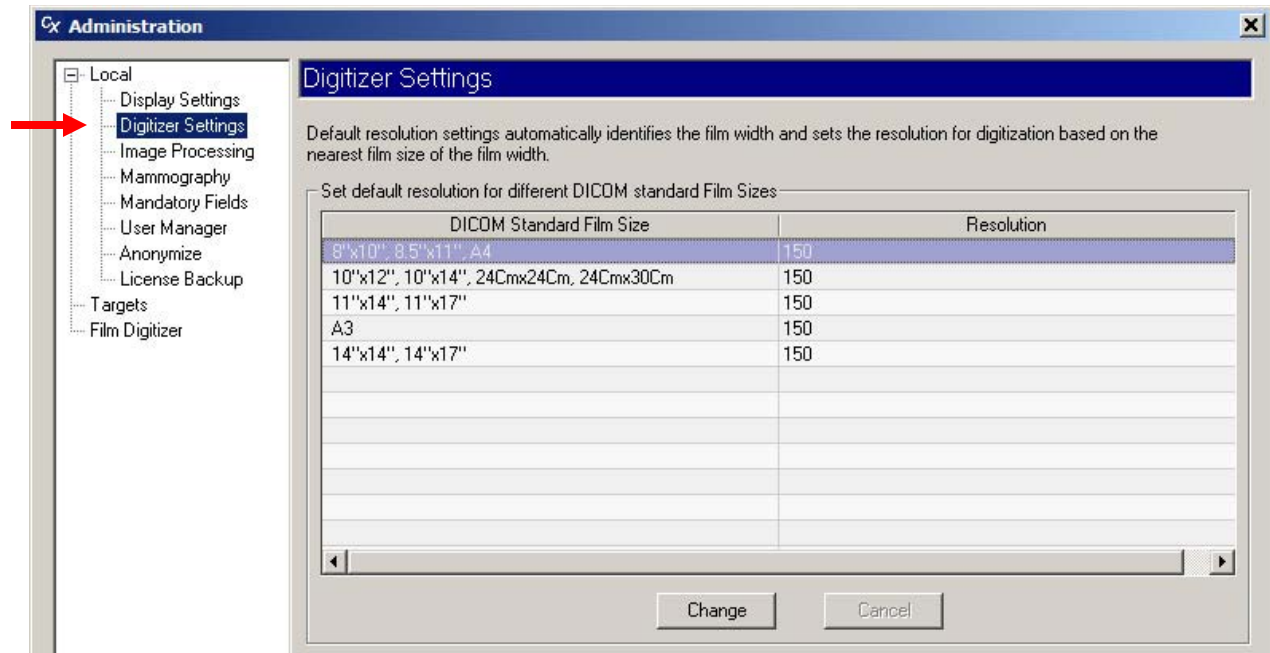 Cx Administration
Local
Display Settings
Digitizer Settings
Image Processing
Mammography
Mandatory Fields
User Manager
Anonymize
License Backup
Targets
Film Digitizer
Digitizer Settings
Default resolution settings automatically identifies the film width and sets the resolution for digitization based on the
nearest film size of the film width.
Set default resolution for different DICOM standard Film Sizes
DICOM Standard Film Size Resolution
8"x10", 8.5"x11", A4 150
10"x12", 10"x14", 24Cmx24Cm, 24Cmx30Cm 150
11"x14", 11"x17" 150
A3 150
14"x14", 14"x17" 150
Change Cancel